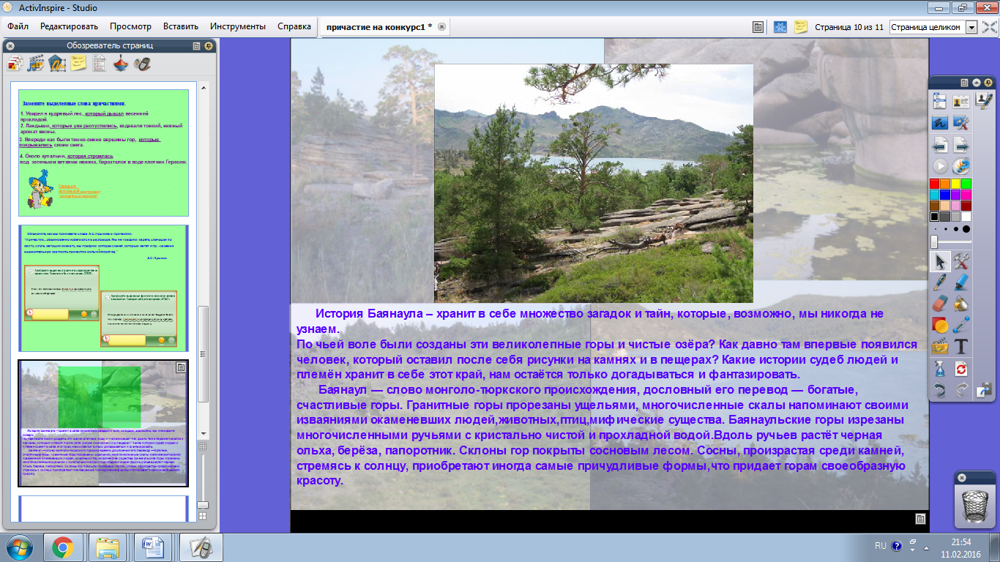 ActivInspire - Studio
Файл Редактировать Просмотр Вставить Инструменты Справка
причастие на конкурс1 *
Страница 10 из 11
Страница целиком
Обозреватель страниц
Замените выделенные слова причастиями.
1. Увидел я кудрявый лес, который дышал весенней
прохладой.
2. Ландыши, которые уже распустились, издавали тонкий, нежный
аромат весны.
3. Впереди нас были темно-синие вершины гор, которые
покрывались слоем снега.
4. Около купальни, которая строилась
под зелеными ветвями ивняка, барахтался в воде плотник Герасим.
Объясните, как вы понимаете слова А.С.Пушкина о причастии.
А.С.Пушкин
История Баянаула – хранит в себе множество загадок и тайн, которые, возможно, мы никогда не
узнаем.
По чьей воле были созданы эти великолепные горы и чистые озёра? Как давно там впервые появился
человек, который оставил после себя рисунки на камнях и в пещерах? Какие истории судеб людей и
племён хранит в себе этот край, нам остаётся только догадываться и фантазировать.
Баянаул — слово монголо-тюркского происхождения, дословный его перевод — богатые,
счастливые горы. Гранитные горы прорезаны ущельями, многочисленные скалы напоминают своими
изваяниями окаменевших людей,животных,птиц,мифические существа. Баянаульские горы изрезаны
многочисленными ручьями с кристально чистой и прохладной водой.Вдоль ручьев растёт черная
ольха, берёза, папоротник. Склоны гор покрыты сосновым лесом. Сосны, произрастая среди камней,
стремясь к солнцу, приобретают иногда самые причудливые формы,что придает горам своеобразную
красоту.
RU
21:54
11.02.2016